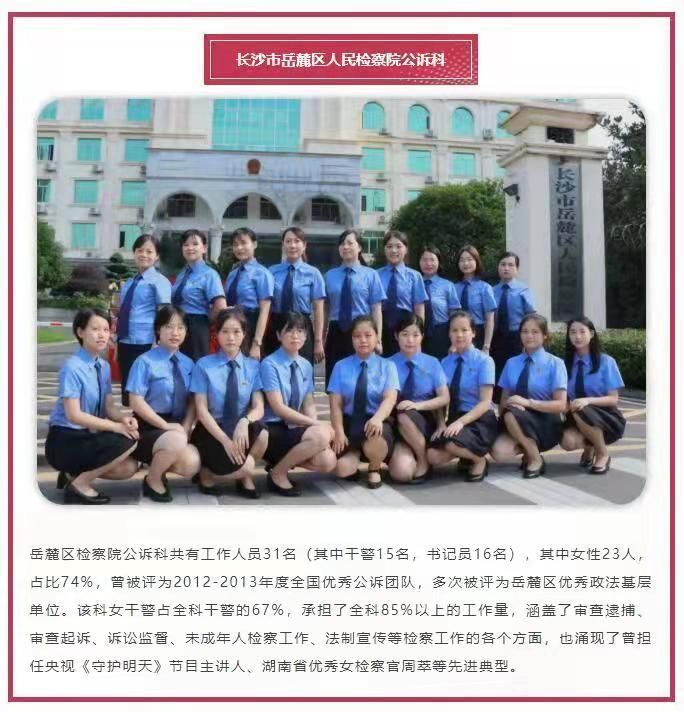 长沙市岳麓区人民检察院公诉科
长沙市岳麓区人
岳麓区检察院公诉科共有工作人员31名（其中干警15名，书记员16名），其中女性23人，
占比74%，曾被评为2012-2013年度全国优秀公诉团队，多次被评为岳麓区优秀政法基层
单位。该科女干警占全科干警的67%，承担了全科85%以上的工作量，涵盖了审查逮捕、
审查起诉、诉讼监督、未成年人检察工作、法制宣传等检察工作的各个方面，也涌现了曾担
任央视《守护明天》节目主讲人、湖南省优秀女检察官周萃等先进典型。